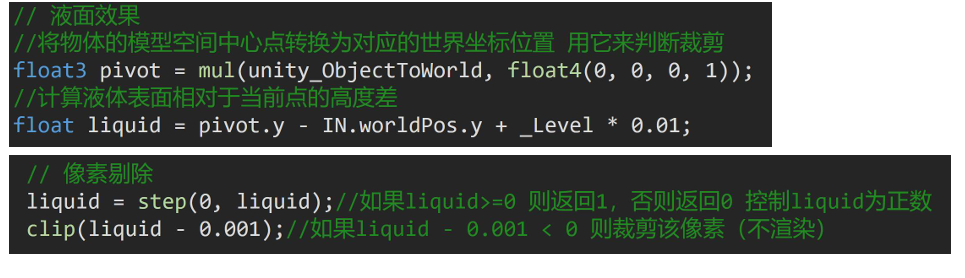 // 液面效果
//将物体的模型空间中心点转换为对应的世界坐标位置 用它来判断裁剪
float3 pivot = mul(unity_ObjectToWorld, float4(0, 0, 0, 1));
//计算液体表面相对于当前点的高度差
float liquid = pivot.y - IN.worldPos.y + _Level * 0.01;
// 像素剔除
liquid = step(0, liquid);//如果liquid>=0 则返回1，否则返回0 控制liquid为正数
clip(liquid - 0.001);//如果liquid - 0.001 < 0 则裁剪该像素（不渲染）